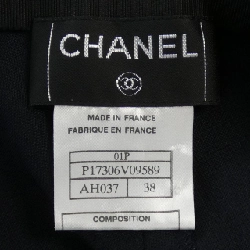 CHANEL
MADE IN FRANCE
FABRIQUE EN FRANCE
01P
P17306V09589
AH037 38
COMPOSITION